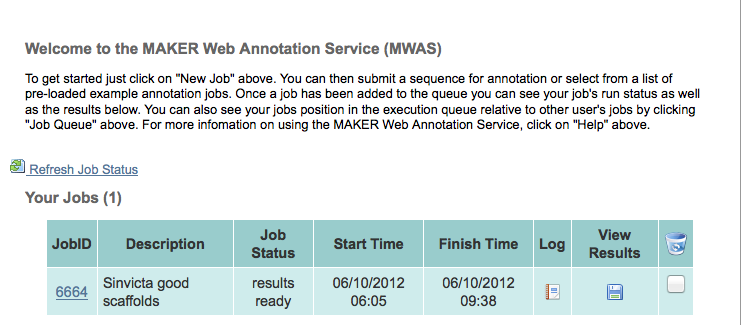 Welcome to the MAKER Web Annotation Service (MWAS)
To get started just click on "New Job" above. You can then submit a sequence for annotation or select from a list of
pre-loaded example annotation jobs. Once a job has been added to the queue you can see your job's run status as well
as the results below. You can also see your jobs position in the execution queue relative to other user's jobs by clicking
"Job Queue" above. For more infomation on using the MAKER Web Annotation Service, click on "Help" above.
Refresh Job Status
Your Jobs (1)
JobID Description Job Status Start Time Finish Time Log View Results
6664 Sinvicta good scaffolds results ready 06/10/2012 06:05 06/10/2012 09:38